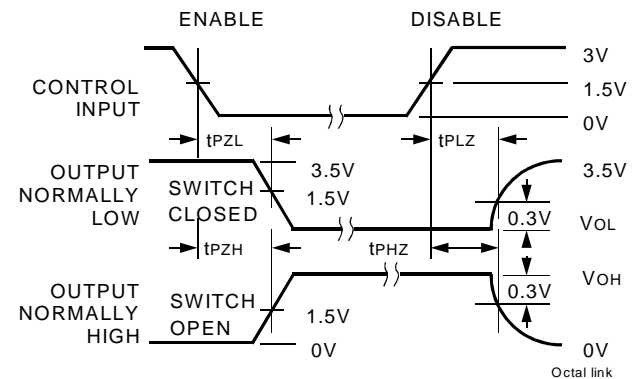 ENABLE
DISABLE
CONTROL
INPUT
3V
1.5V
0V
tPZL
tPLZ
OUTPUT
NORMALLY
LOW
SWITCH
CLOSED
3.5V
1.5V
3.5V
0.3V
VOL
tPZH
tPHZ
OUTPUT
NORMALLY
HIGH
SWITCH
OPEN
1.5V
0V
VOH
0.3V
0V
Octal link